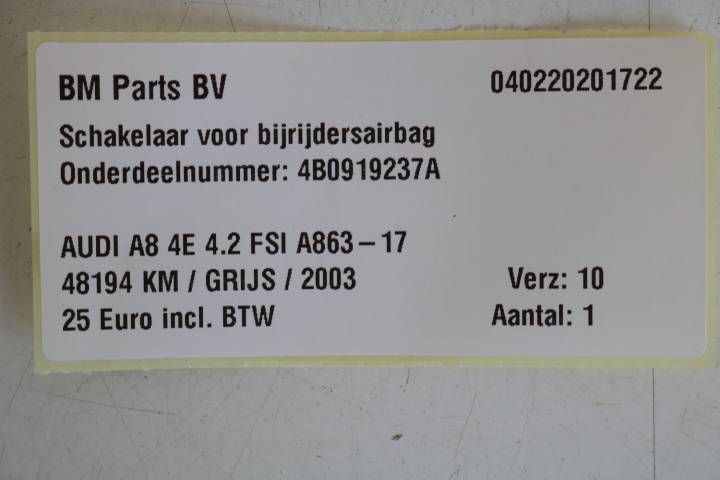 BM Parts BV 040220201722
Schakelaar voor bijrijdersairbag
Onderdeelnummer: 4B0919237A
AUDI A8 4E 4.2 FSI A863-17
48194 KM / GRIJS / 2003 Verz: 10
25 Euro incl. BTW Aantal: 1